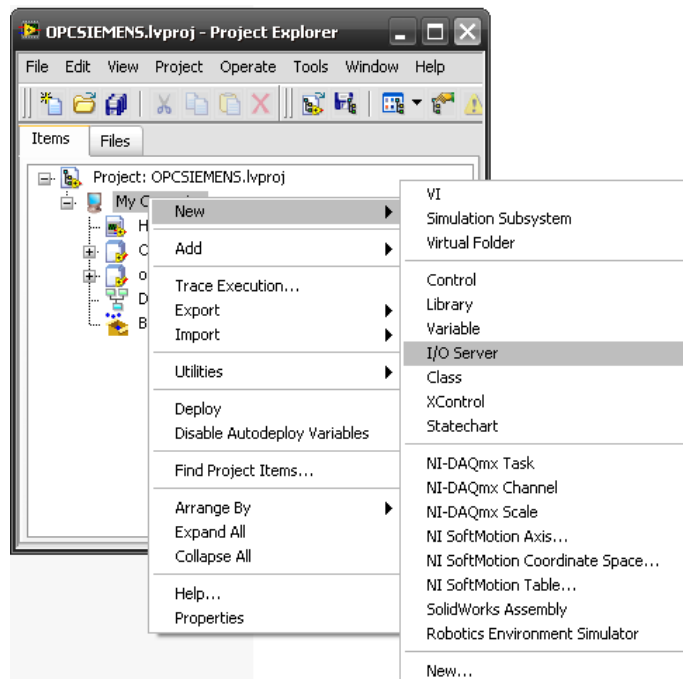 OPCSIEMENS.lvproj - Project Explorer
File Edit View Project Operate Tools Window Help
Items Files
Project: OPCSIEMENS.lvproj
My
New
Add
Trace Execution...
Export
Import
Utilities
Deploy
Disable Autodeploy Variables
Find Project Items...
Arrange By
Expand All
Collapse All
Help...
Properties
VI
Simulation Subsystem
Virtual Folder
Control
Library
Variable
I/O Server
Class
XControl
Statechart
NI-DAQmx Task
NI-DAQmx Channel
NI-DAQmx Scale
NI SoftMotion Axis...
NI SoftMotion Coordinate Space...
NI SoftMotion Table...
SolidWorks Assembly
Robotics Environment Simulator
New...